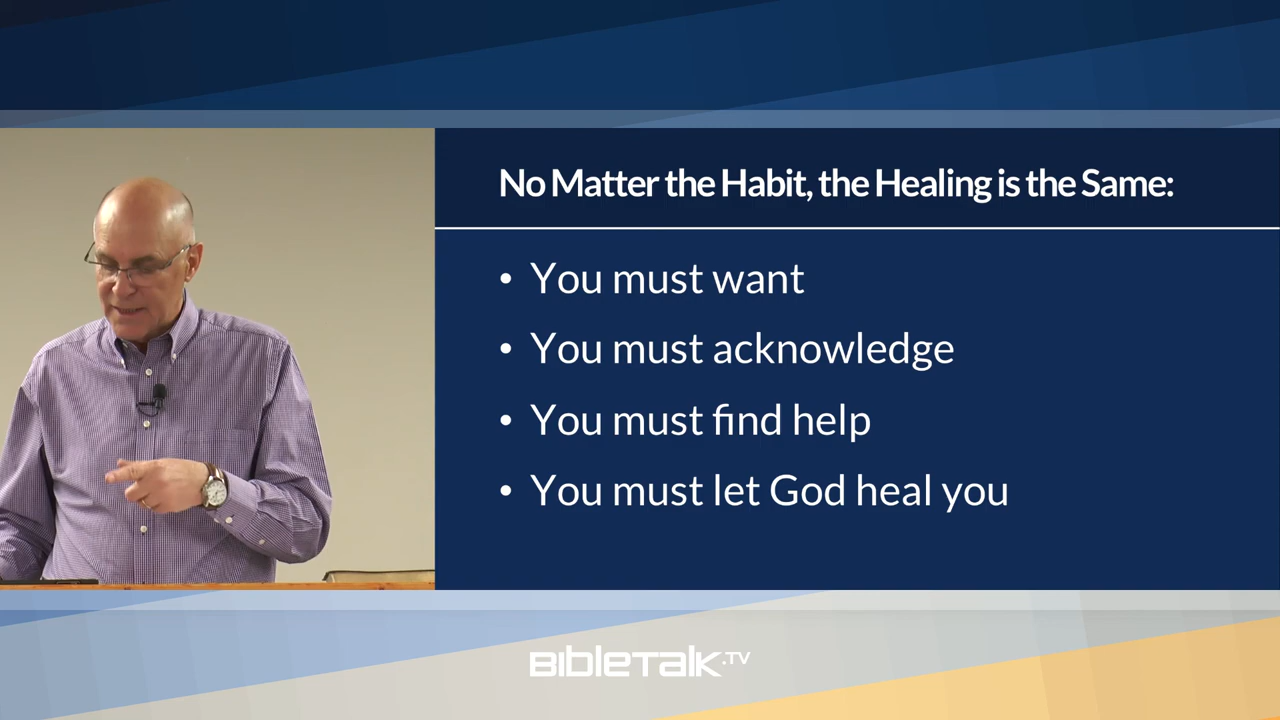 No Matter the Habit, the Healing is the Same:
• You must want
• You must acknowledge
• You must find help
• You must let God heal you
BibleTalk.TV